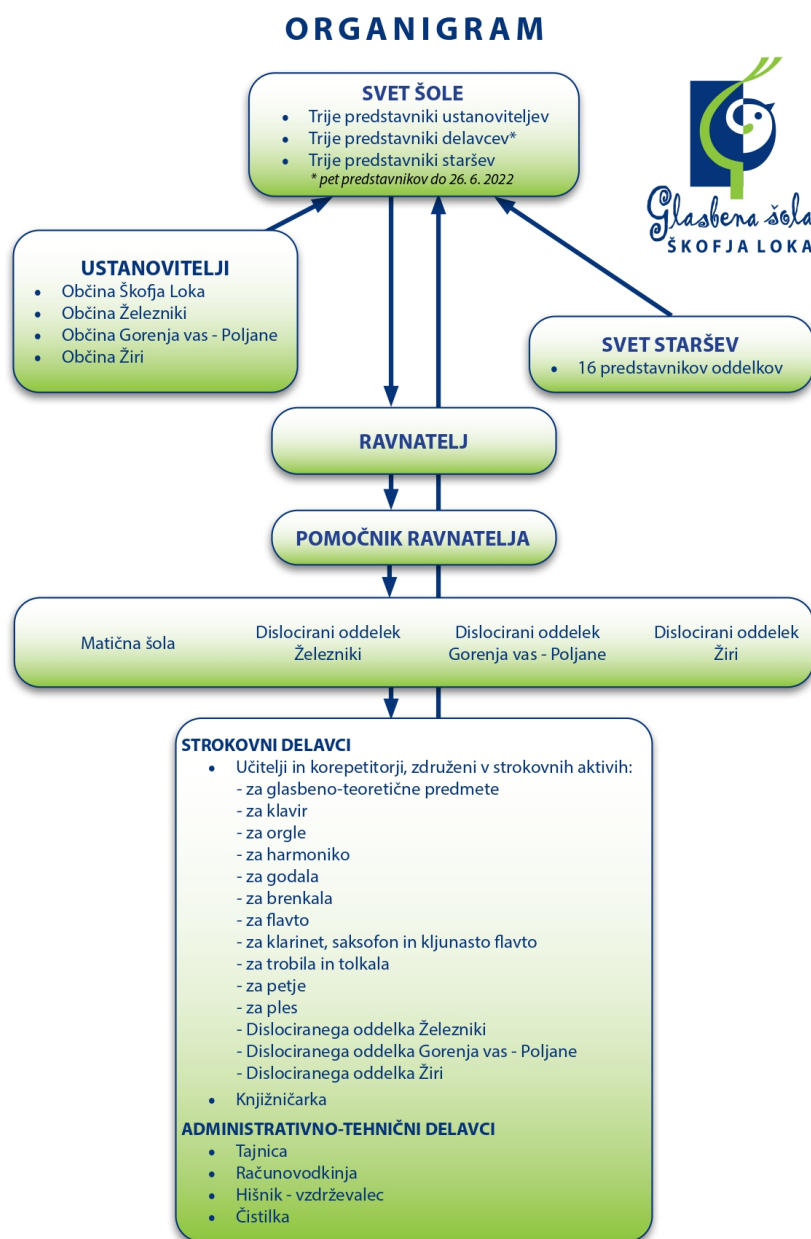 ORGANIGRAM
SVET ŠOLE
• Trije predstavniki ustanoviteljev
• Trije predstavniki delavcev*
• Trije predstavniki staršev
* pet predstavnikov do 26. 6. 2022
Glasbena šola
ŠKOFJA LOKA
USTANOVITELJI
• Občina Škofja Loka
• Občina Železniki
• Občina Gorenja vas - Poljane
• Občina Žiri
SVET STARŠEV
• 16 predstavnikov oddelkov
RAVNATELJ
POMOČNIK RAVNATELJA
Matična šola
Dislocirani oddelek
Železniki
Dislocirani oddelek
Gorenja vas - Poljane
Dislocirani oddelek
Žiri
STROKOVNI DELAVCI
• Učitelji in korepetitorji, združeni v strokovnih aktivih:
- za glasbeno-teoretične predmete
- za klavir
- za orgle
- za harmoniko
- za godala
- za brenkala
- za flavto
- za klarinet, saksofon in kljunasto flavto
- za trobila in tolkala
- za petje
- za ples
- Dislociranega oddelka Železniki
- Dislociranega oddelka Gorenja vas - Poljane
- Dislociranega oddelka Žiri
• Knjižničarka
ADMINISTRATIVNO-TEHNIČNI DELAVCI
• Tajnica
• Računovodkinja
• Hišnik - vzdrževalec
• Čistilka